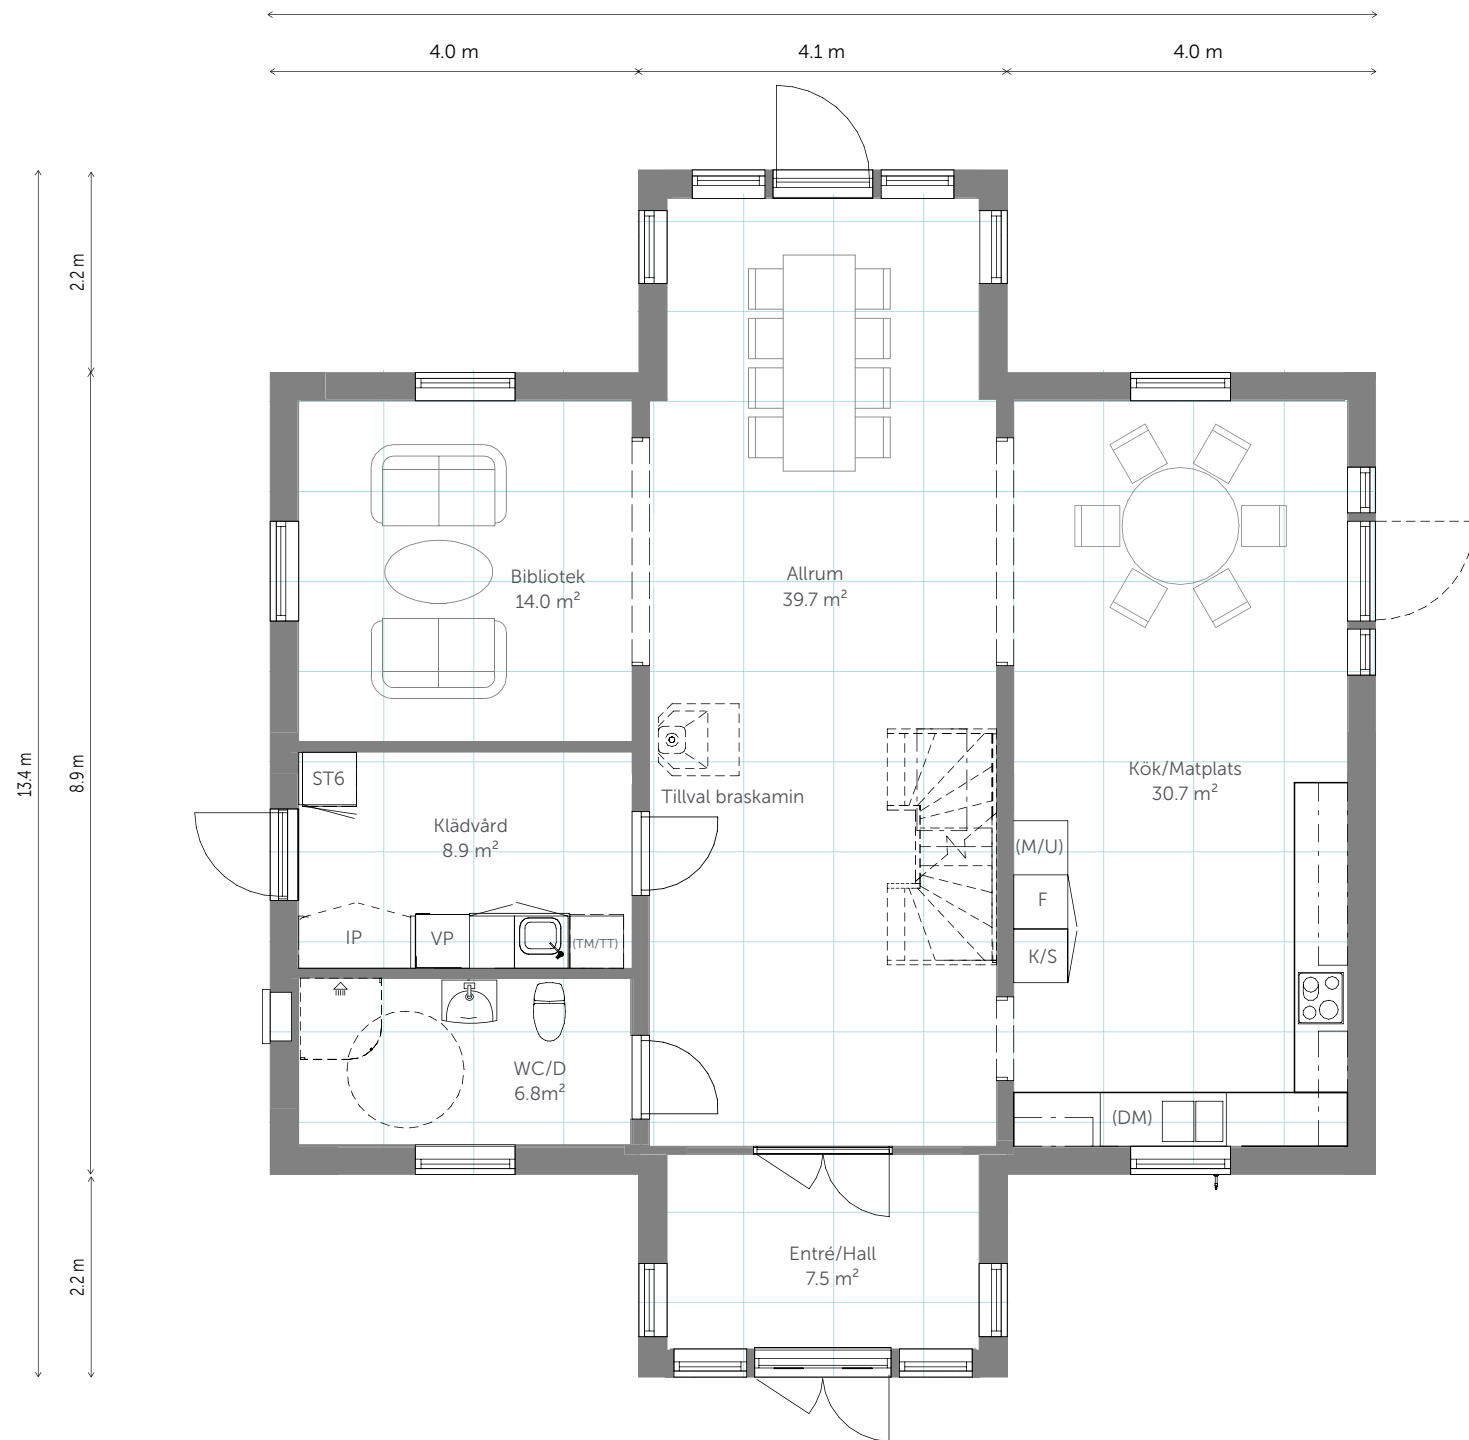 4.0 m
4.1 m
4.0 m
2.2 m
13.4 m
8.9 m
2.2 m
Bibliotek
14.0 m²
Allrum
39.7 m²
Kök/Matplats
30.7 m²
ST6
Tillval braskamin
Klädvård
8.9 m²
(M/U)
F
K/S
IP
VP
(TM/TT)
WC/D
6.8m²
(DM)
Entré/Hall
7.5 m²